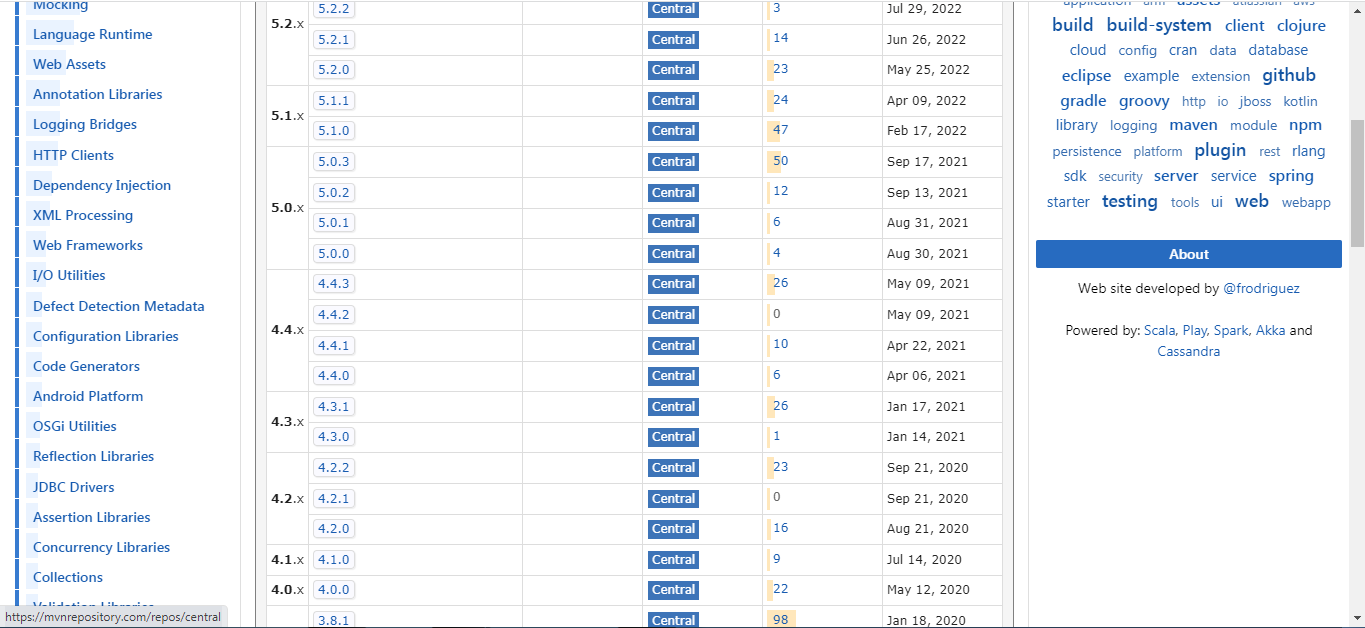 Mocking
Language Runtime
Web Assets
Annotation Libraries
Logging Bridges
HTTP Clients
Dependency Injection
XML Processing
Web Frameworks
I/O Utilities
Defect Detection Metadata
Configuration Libraries
Code Generators
Android Platform
OSGi Utilities
Reflection Libraries
JDBC Drivers
Assertion Libraries
Concurrency Libraries
Collections
Validation Libraries
https://mvnrepository.com/repos/central
5.2.x
5.2.2 Central 3 Jul 29, 2022
5.2.1 Central 14 Jun 26, 2022
5.2.0 Central 23 May 25, 2022
5.1.x
5.1.1 Central 24 Apr 09, 2022
5.1.0 Central 47 Feb 17, 2022
5.0.x
5.0.3 Central 50 Sep 17, 2021
5.0.2 Central 12 Sep 13, 2021
5.0.1 Central 6 Aug 31, 2021
5.0.0 Central 4 Aug 30, 2021
4.4.x
4.4.3 Central 26 May 09, 2021
4.4.2 Central 0 May 09, 2021
4.4.1 Central 10 Apr 22, 2021
4.4.0 Central 6 Apr 06, 2021
4.3.x
4.3.1 Central 26 Jan 17, 2021
4.3.0 Central 1 Jan 14, 2021
4.2.x
4.2.2 Central 23 Sep 21, 2020
4.2.1 Central 0 Sep 21, 2020
4.2.0 Central 16 Aug 21, 2020
4.1.x 4.1.0 Central 9 Jul 14, 2020
4.0.x 4.0.0 Central 22 May 12, 2020
3.8.1 Central 98 Jan 18, 2020
application arm assets atlassian aws
build build-system client clojure
cloud config cran data database
eclipse example extension github
gradle groovy http io jboss kotlin
library logging maven module npm
persistence platform plugin rest rlang
sdk security server service spring
starter testing tools ui web webapp
About
Web site developed by @frodriguez
Powered by: Scala, Play, Spark, Akka and
Cassandra